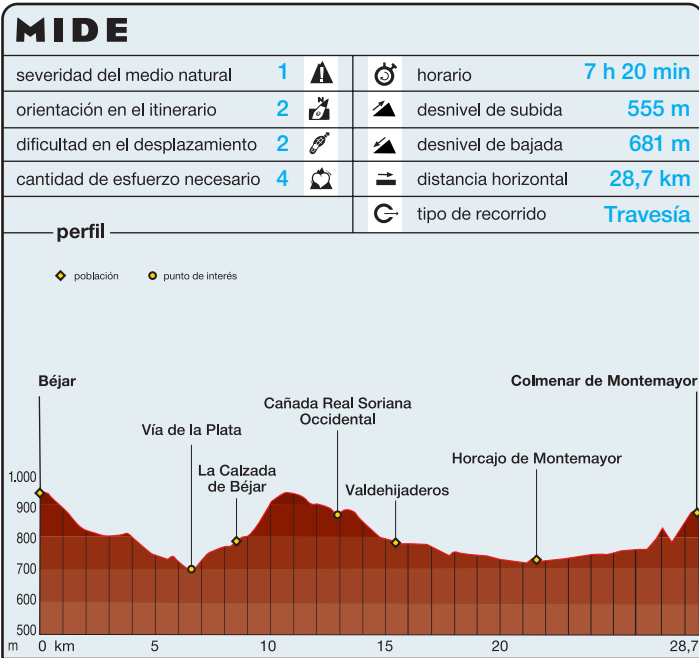 MIDE
severidad del medio natural 1
horario 7 h 20 min
orientación en el itinerario 2
N
desnivel de subida 555 m
dificultad en el desplazamiento 2
desnivel de bajada 681 m
cantidad de esfuerzo necesario 4
distancia horizontal 28,7 km
tipo de recorrido Travesía
perfil
población
punto de interés
Béjar
Colmenar de Montemayor
Cañada Real Soriana
Occidental
Vía de la Plata
Horcajo de Montemayor
La Calzada
de Béjar
Valdehijaderos
1.000
900
800
700
600
500
m 0 km 5 10 15 20 28,7